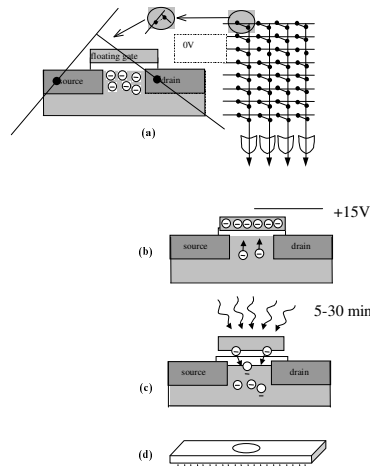 0V
floating gate
source
drain
(a)
+15V
(b)
source
drain
5-30 min
(c)
source
drain
(d)